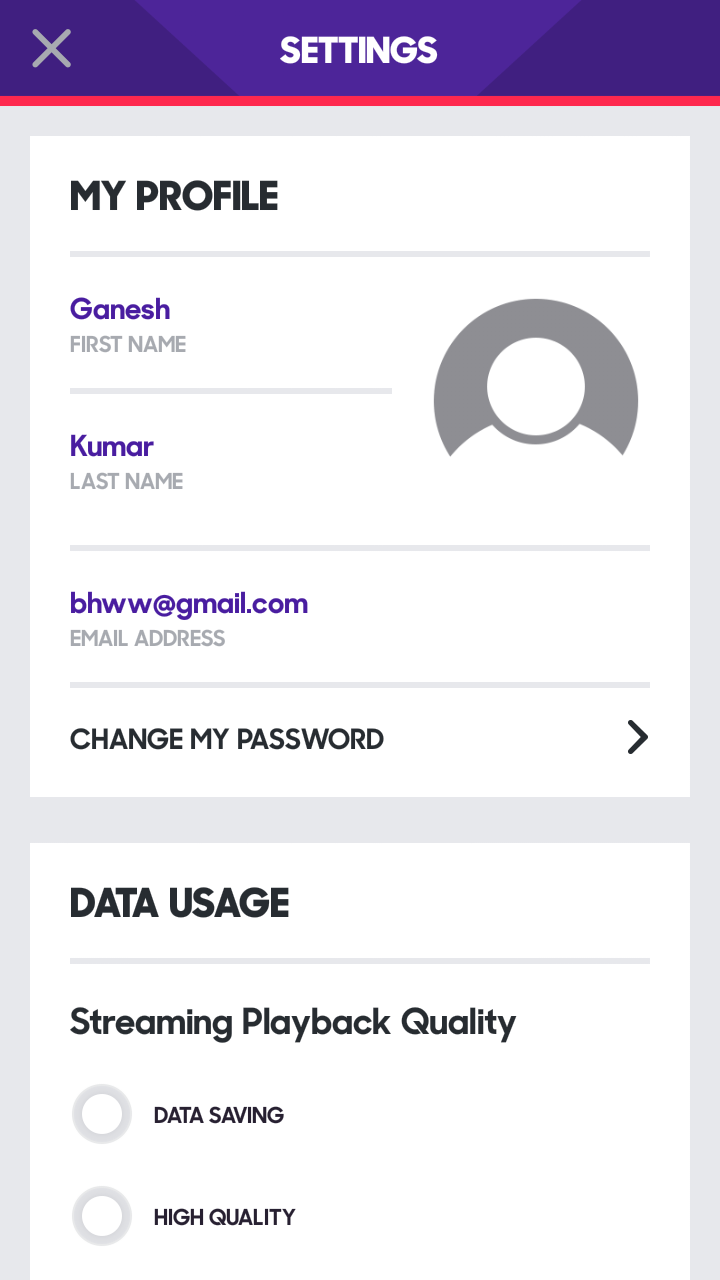 SETTINGS
MY PROFILE
Ganesh
FIRST NAME
Kumar
LAST NAME
bhww@gmail.com
EMAIL ADDRESS
CHANGE MY PASSWORD
DATA USAGE
Streaming Playback Quality
DATA SAVING
HIGH QUALITY